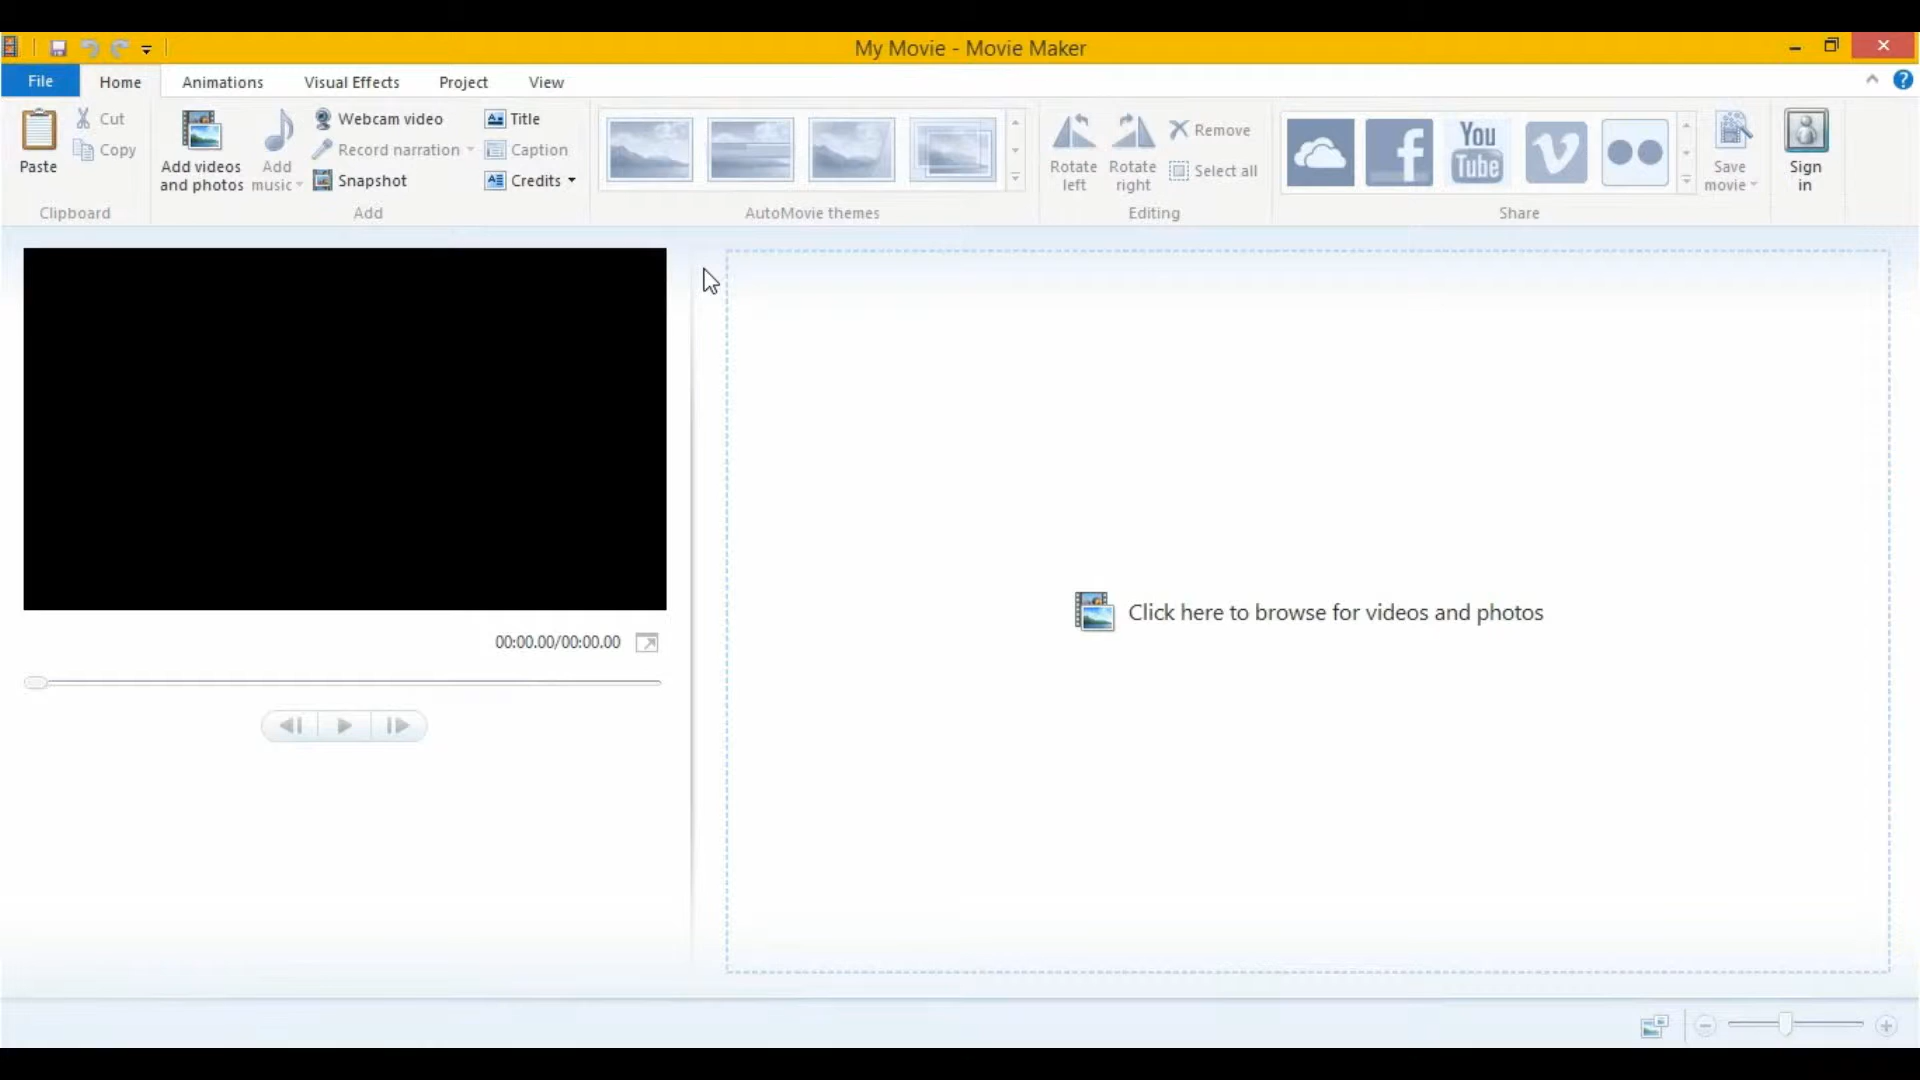 My Movie - Movie Maker
File
Home
Animations
Visual Effects
Project
View
Paste
Cut
Copy
Clipboard
Add videos
and photos
Add
music
Webcam video
Record narration
Snapshot
Title
Caption
Credits
Add
AutoMovie themes
Rotate
left
Rotate
right
Remove
Select all
Editing
f
You
Tube
V
Share
Save
movie
Sign
in
00:00.00/00:00.00
Click here to browse for videos and photos